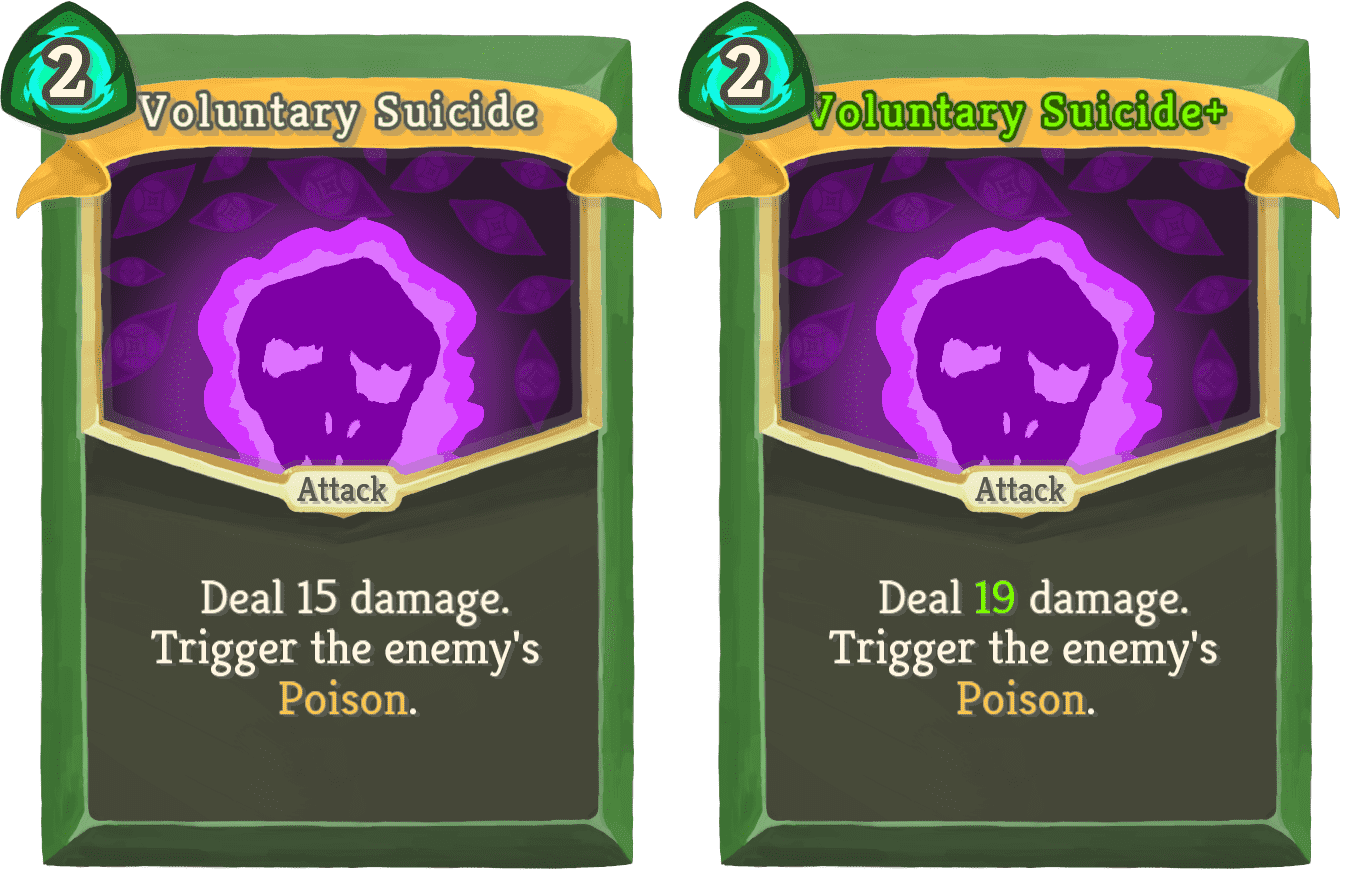 2
Voluntary Suicide
Attack
Deal 15 damage.
Trigger the enemy's
Poison.
2
Voluntary Suicide+
Attack
Deal 19 damage.
Trigger the enemy's
Poison.